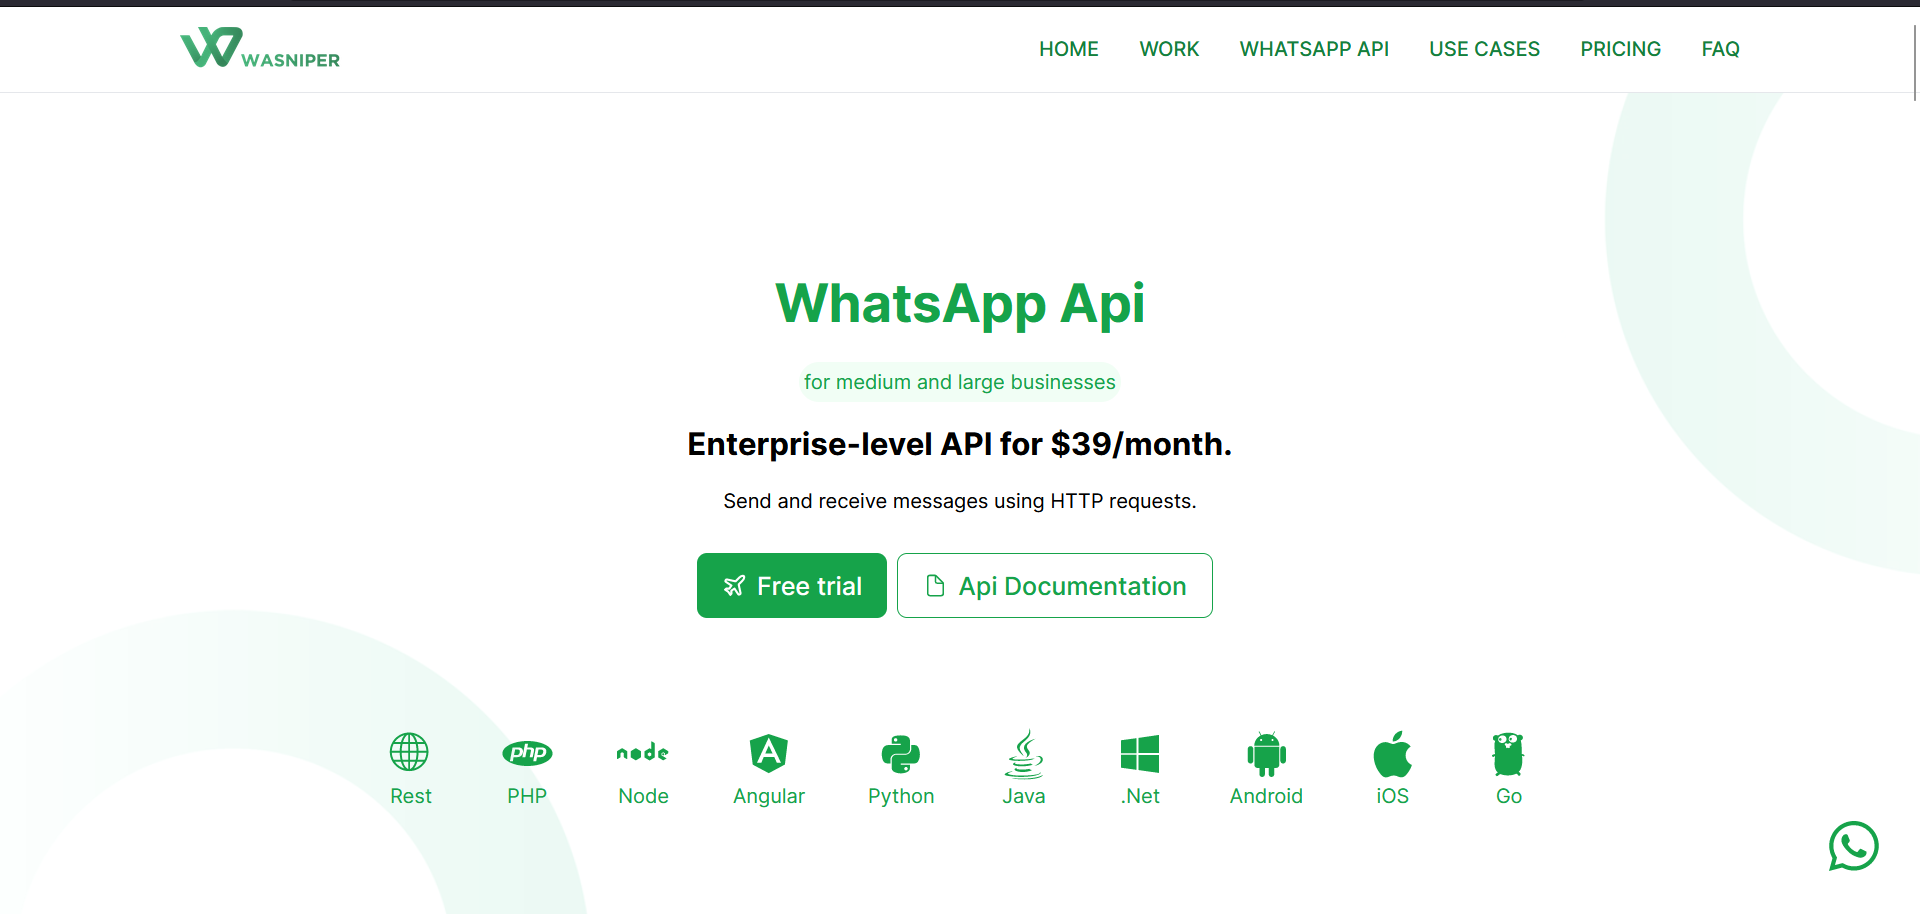 WASNIPER
HOME WORK WHATSAPP API USE CASES PRICING FAQ
WhatsApp Api
for medium and large businesses
Enterprise-level API for $39/month.
Send and receive messages using HTTP requests.
Free trial Api Documentation
php node
Rest PHP Node Angular Python Java .Net Android iOS Go